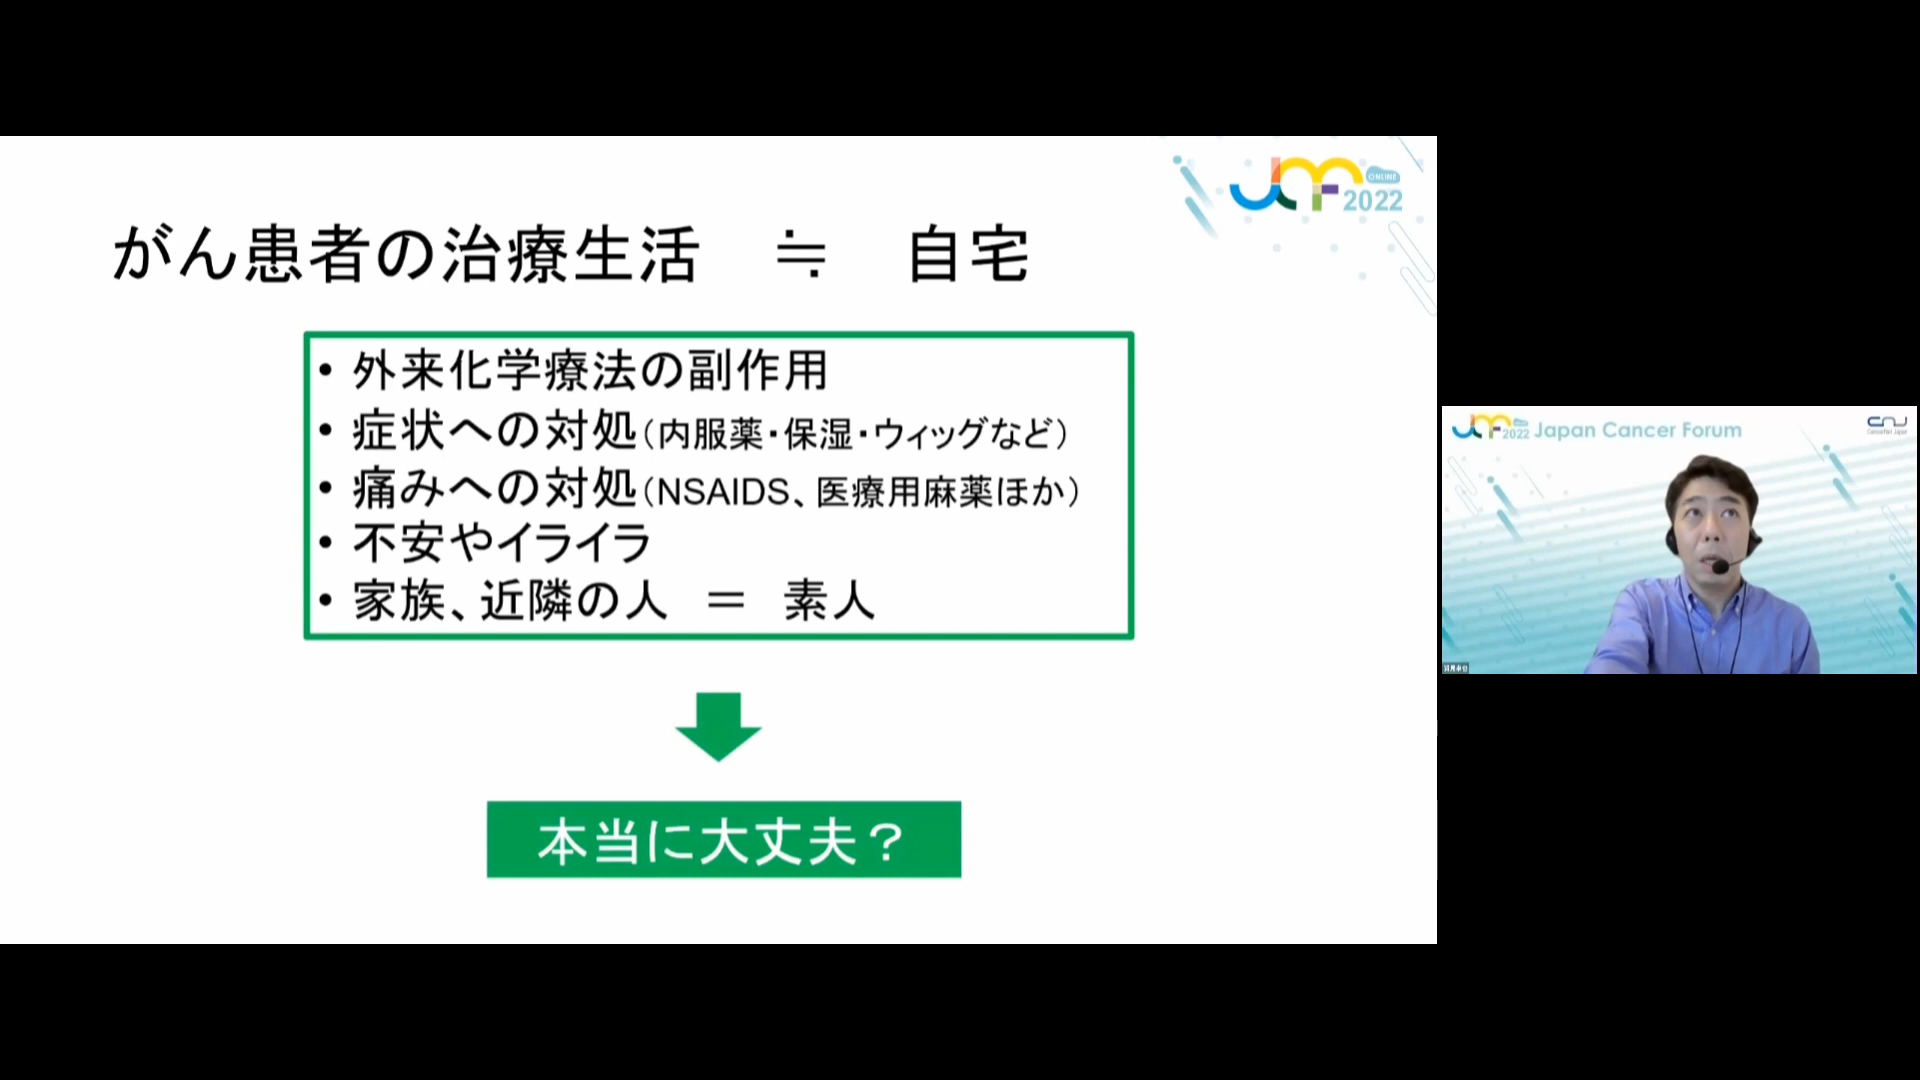 ONLINE
2022
がん患者の治療生活 ≒ 自宅
• 外来化学療法の副作用
• 症状への対処（内服薬・保湿・ウィッグなど）
• 痛みへの対処（NSAIDS、医療用麻薬ほか）
• 不安やイライラ
• 家族、近隣の人 ＝ 素人
本当に大丈夫？
2022 Japan Cancer Forum
CNJ
CancerNet Japan